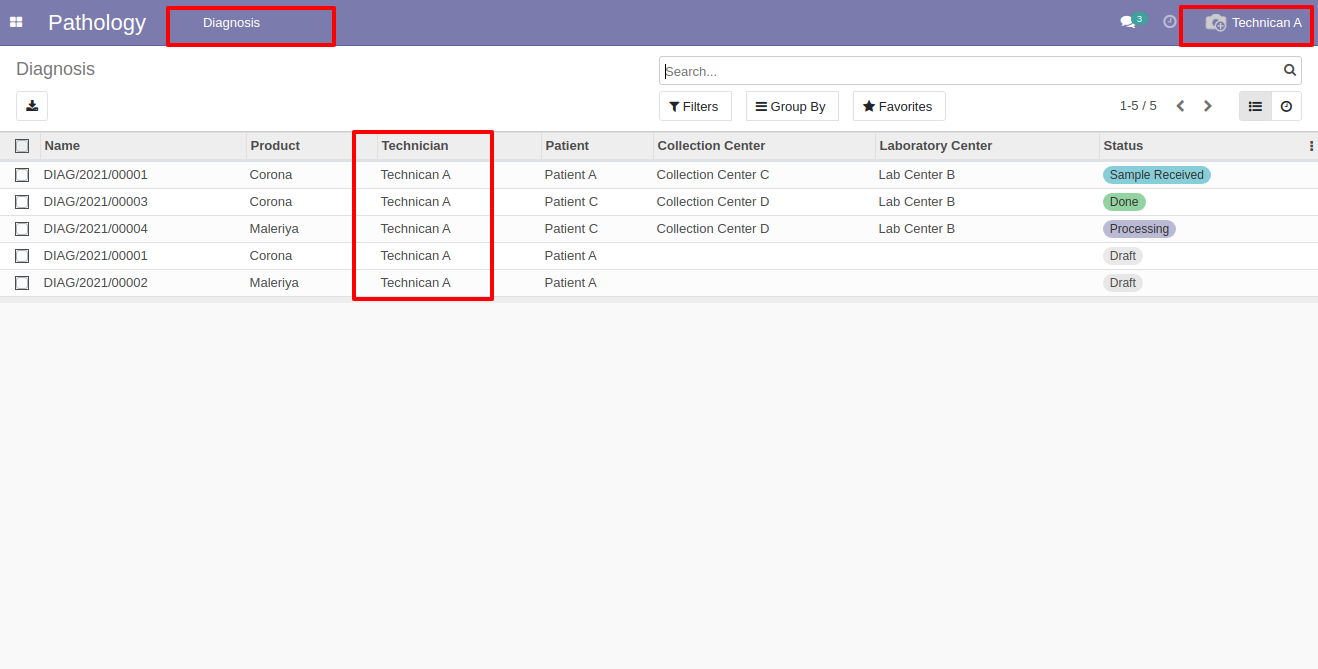 Pathology Diagnosis 3 Technican A
Diagnosis
Search...
Filters Group By Favorites 1-5 / 5
Name Product Technician Patient Collection Center Laboratory Center Status
DIAG/2021/00001 Corona Technican A Patient A Collection Center C Lab Center B Sample Received
DIAG/2021/00003 Corona Technican A Patient C Collection Center D Lab Center B Done
DIAG/2021/00004 Maleriya Technican A Patient C Collection Center D Lab Center B Processing
DIAG/2021/00001 Corona Technican A Patient A Draft
DIAG/2021/00002 Maleriya Technican A Patient A Draft